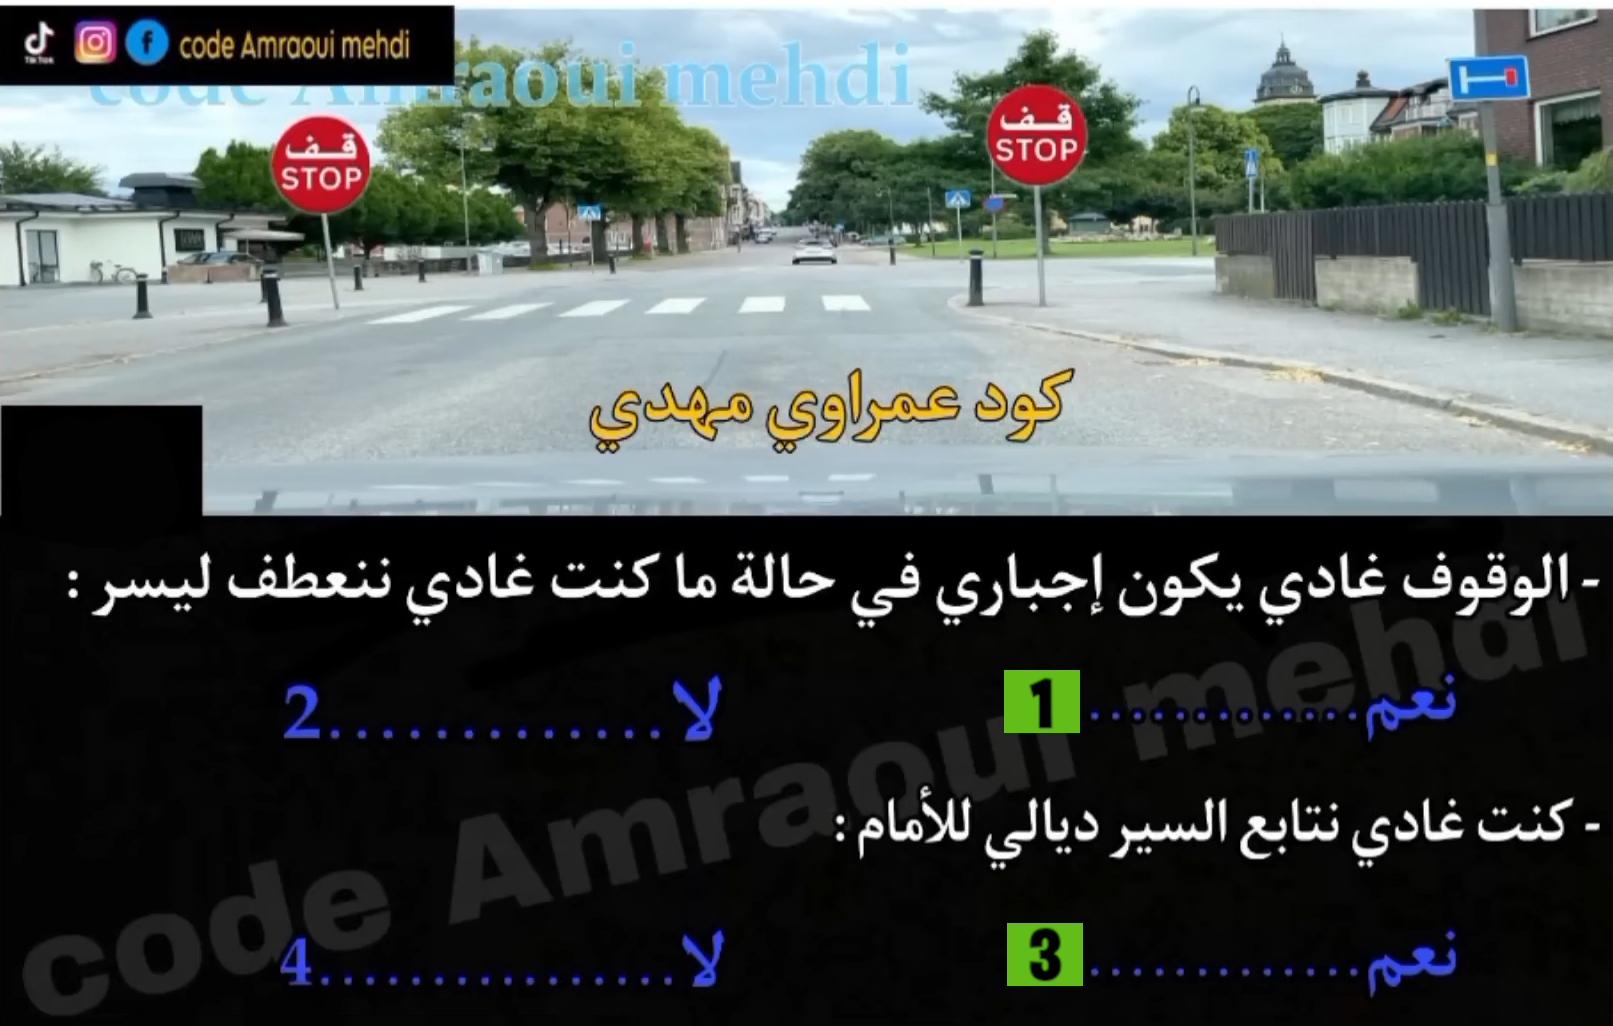 TikTok
code Amraoui mehdi
code Amraoui mehdi
قف
STOP
قف
STOP
كود عمراوي مهدي
- الوقوف غادي يكون إجباري في حالة ما كنت غادي ننعطف ليسر :
نعم.............1
لا.............2
- كنت غادي نتابع السير ديالي للأمام :
نعم.............3
لا..............4
code Amraoui mehdi